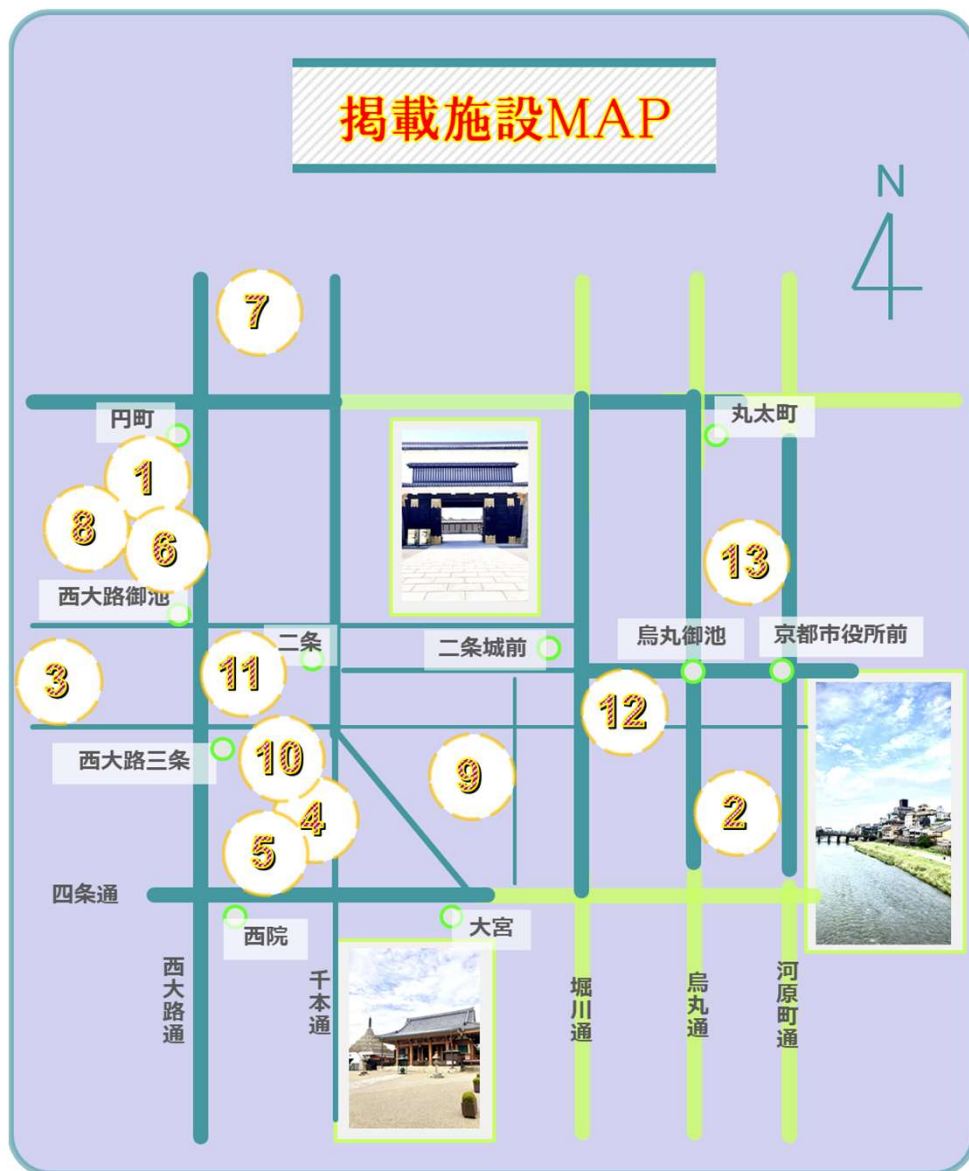 掲載施設MAP
N
7
円町
丸太町
1
8
6
13
西大路御池
二条
二条城前
烏丸御池
京都市役所前
3
11
12
西大路三条
10
9
4
2
5
四条通
西院
大宮
西大路通
千本通
堀川通
烏丸通
河原町通